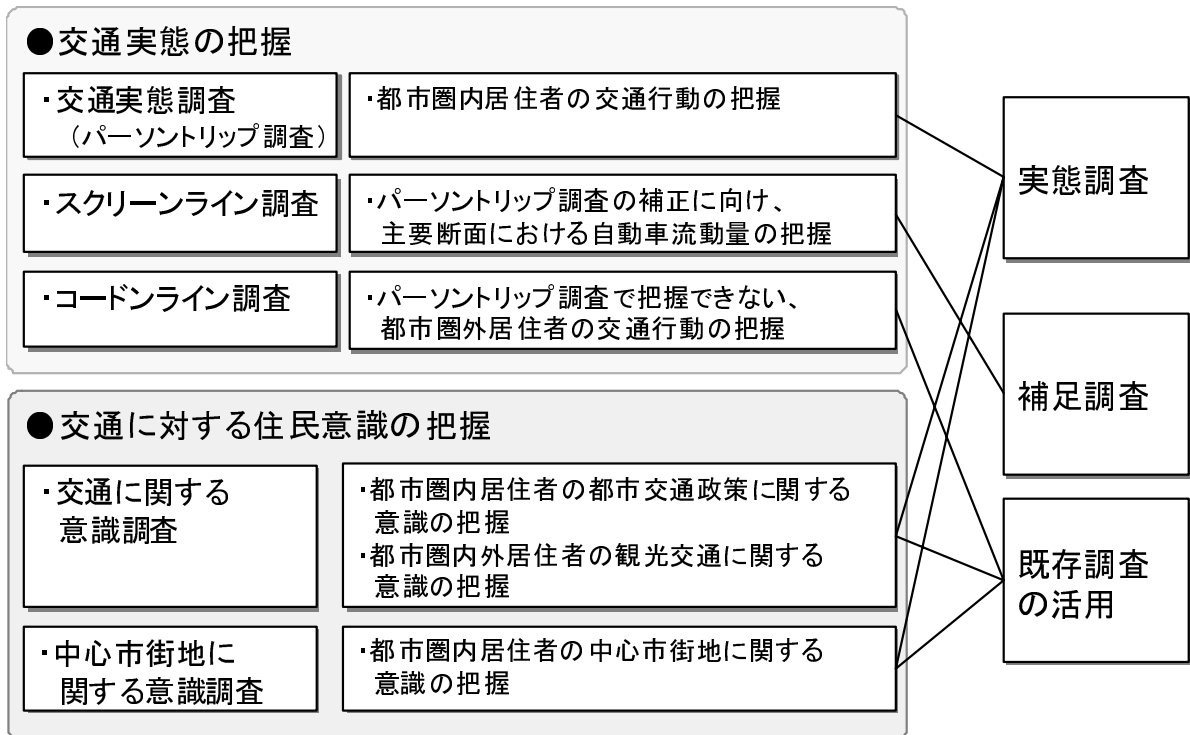 ●交通実態の把握
・交通実態調査
（パーソントリップ調査）
・都市圏内居住者の交通行動の把握
・スクリーンライン調査
・パーソントリップ調査の補正に向け、
主要断面における自動車流動量の把握
・コードンライン調査
・パーソントリップ調査で把握できない、
都市圏外居住者の交通行動の把握
●交通に対する住民意識の把握
・交通に関する
意識調査
・都市圏内居住者の都市交通政策に関する
意識の把握
・都市圏内外居住者の観光交通に関する
意識の把握
・中心市街地に
関する意識調査
・都市圏内居住者の中心市街地に関する
意識の把握
実態調査
補足調査
既存調査
の活用